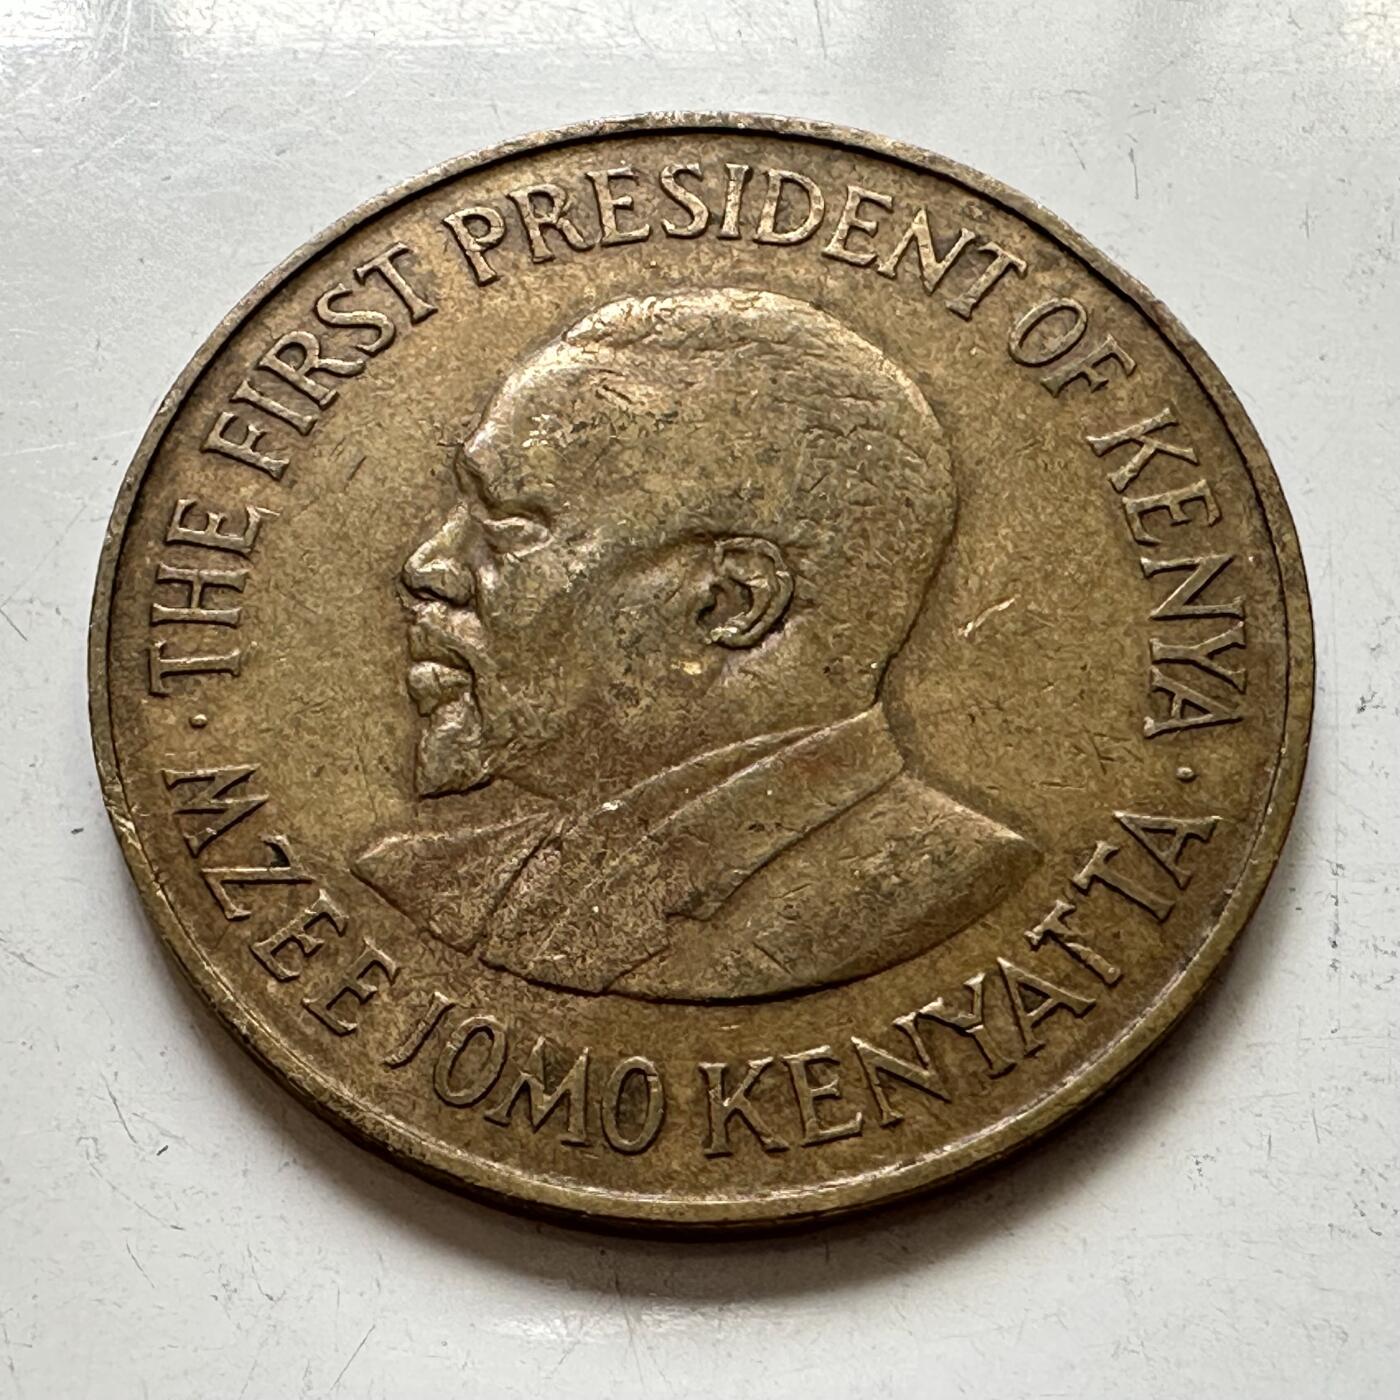 · THE FIRST PRESIDENT OF KENYA ·
MZEE JOMO KENYATTA